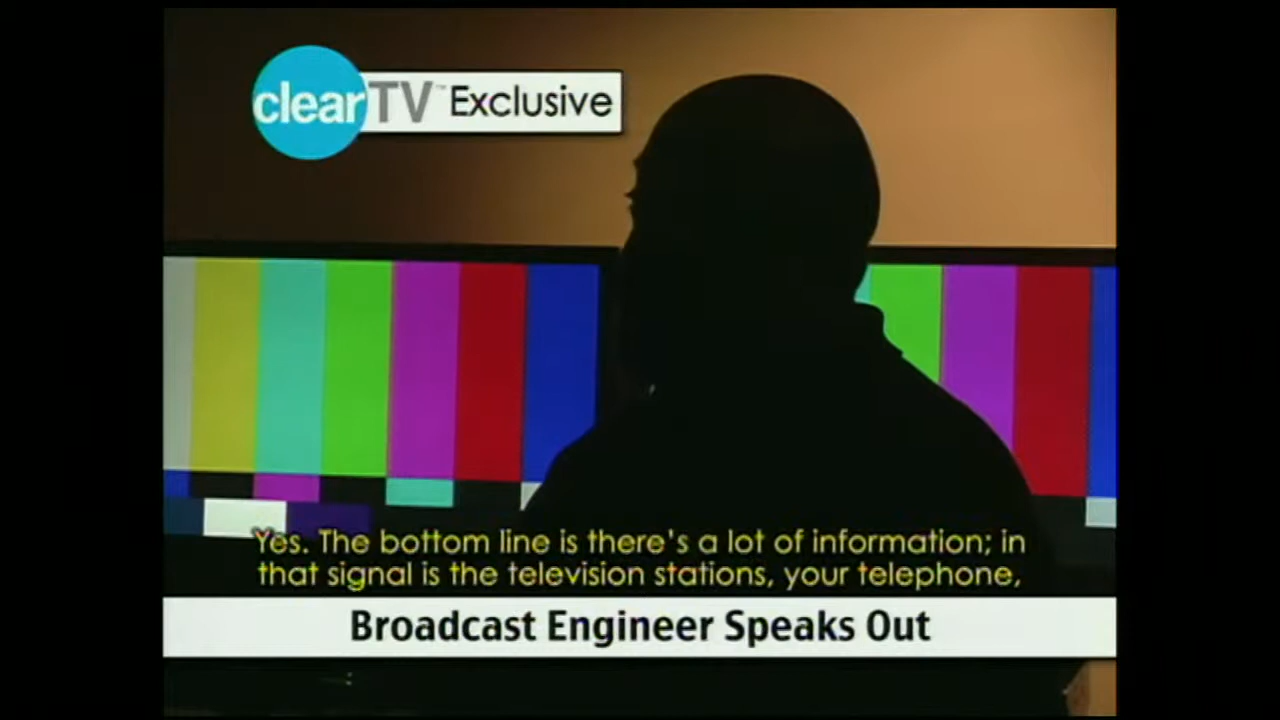 clearTV™ Exclusive
Yes. The bottom line is there's a lot of information; in
that signal is the television stations, your telephone,
Broadcast Engineer Speaks Out